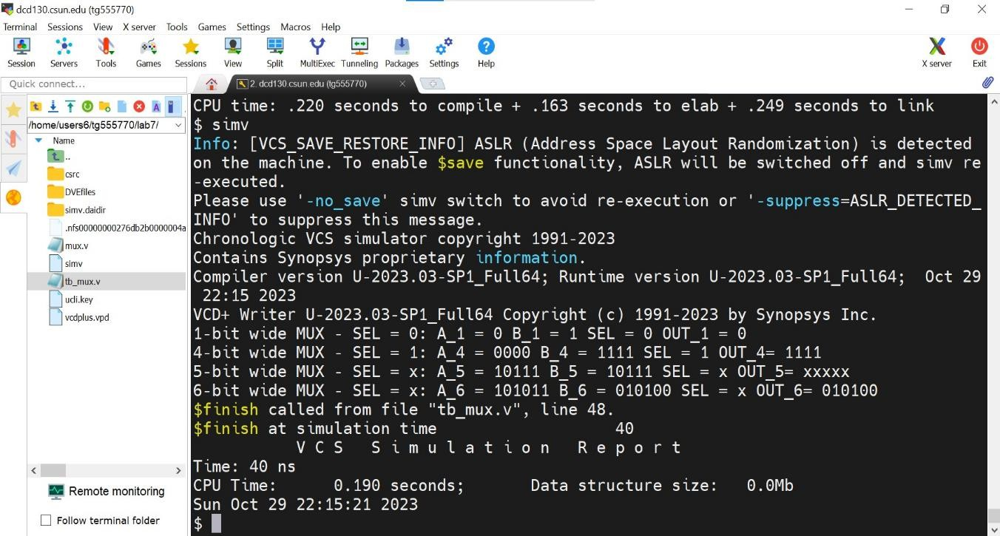 dcd130.csun.edu (tg555770)
Terminal Sessions View X server Tools Games Settings Macros Help
Session Servers Tools Games Sessions View Split MultiExec Tunneling Packages Settings Help X server Exit
Quick connect...
2. dcd130.csun.edu (tg555770)
/home/users6/tg555770/lab7/
Name
..
csrc
DVEfiles
simv.daidir
.nfs00000000276db2b0000004a
mux.v
simv
tb_mux.v
ucli.key
vcdplus.vpd
Remote monitoring
Follow terminal folder
CPU time: .220 seconds to compile + .163 seconds to elab + .249 seconds to link
$ simv
Info: [VCS_SAVE_RESTORE_INFO] ASLR (Address Space Layout Randomization) is detected
on the machine. To enable $save functionality, ASLR will be switched off and simv re
-executed.
Please use '-no_save' simv switch to avoid re-execution or '-suppress=ASLR_DETECTED_
INFO' to suppress this message.
Chronologic VCS simulator copyright 1991-2023
Contains Synopsys proprietary information.
Compiler version U-2023.03-SP1_Full64; Runtime version U-2023.03-SP1_Full64;  Oct 29
 22:15 2023
VCD+ Writer U-2023.03-SP1_Full64 Copyright (c) 1991-2023 by Synopsys Inc.
1-bit wide MUX - SEL = 0: A_1 = 0 B_1 = 1 SEL = 0 OUT_1 = 0
4-bit wide MUX - SEL = 1: A_4 = 0000 B_4 = 1111 SEL = 1 OUT_4= 1111
5-bit wide MUX - SEL = x: A_5 = 10111 B_5 = 10111 SEL = x OUT_5= xxxxx
6-bit wide MUX - SEL = x: A_6 = 101011 B_6 = 010100 SEL = x OUT_6= 010100
$finish called from file "tb_mux.v", line 48.
$finish at simulation time                   40
           V C S   S i m u l a t i o n   R e p o r t
Time: 40 ns
CPU Time:      0.190 seconds;       Data structure size:   0.0Mb
Sun Oct 29 22:15:21 2023
$